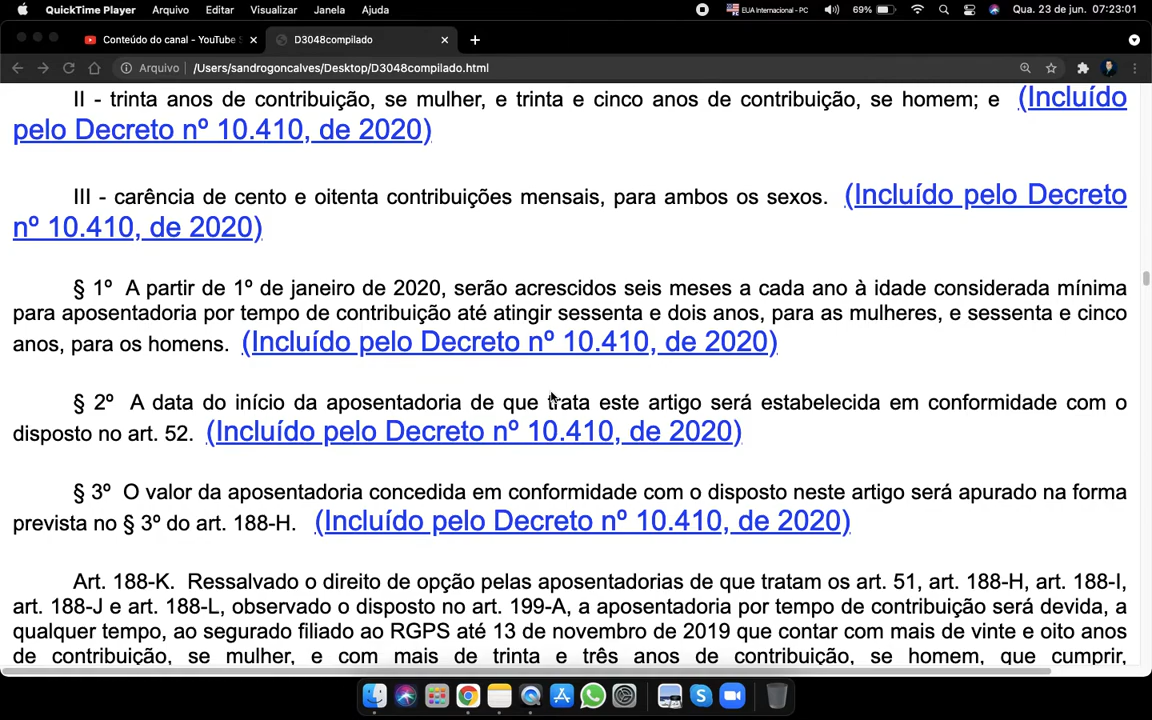 QuickTime Player Arquivo Editar Visualizar Janela Ajuda EUA Internacional - PC 69% Qua. 23 de jun. 07:23:01
Conteúdo do canal - YouTube D3048compilado
Arquivo /Users/sandrogoncalves/Desktop/D3048compilado.html
II - trinta anos de contribuição, se mulher, e trinta e cinco anos de contribuição, se homem; e (Incluído
pelo Decreto nº 10.410, de 2020)
III - carência de cento e oitenta contribuições mensais, para ambos os sexos. (Incluído pelo Decreto
nº 10.410, de 2020)
§ 1º A partir de 1º de janeiro de 2020, serão acrescidos seis meses a cada ano à idade considerada mínima
para aposentadoria por tempo de contribuição até atingir sessenta e dois anos, para as mulheres, e sessenta e cinco
anos, para os homens. (Incluído pelo Decreto nº 10.410, de 2020)
§ 2º A data do início da aposentadoria de que trata este artigo será estabelecida em conformidade com o
disposto no art. 52. (Incluído pelo Decreto nº 10.410, de 2020)
§ 3º O valor da aposentadoria concedida em conformidade com o disposto neste artigo será apurado na forma
prevista no § 3º do art. 188-H. (Incluído pelo Decreto nº 10.410, de 2020)
Art. 188-K. Ressalvado o direito de opção pelas aposentadorias de que tratam os art. 51, art. 188-H, art. 188-I,
art. 188-J e art. 188-L, observado o disposto no art. 199-A, a aposentadoria por tempo de contribuição será devida, a
qualquer tempo, ao segurado filiado ao RGPS até 13 de novembro de 2019 que contar com mais de vinte e oito anos
de contribuição, se mulher, e com mais de trinta e três anos de contribuição, se homem, que cumprir,